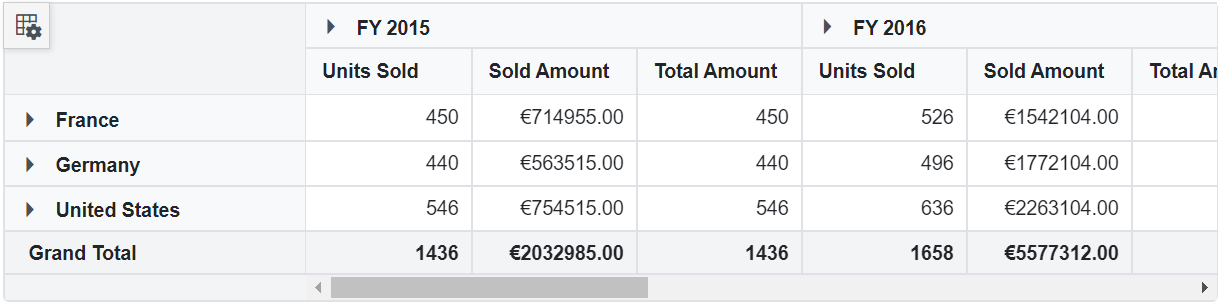 FY 2015 FY 2016
Units Sold Sold Amount Total Amount Units Sold Sold Amount Total
France 450 €714955.00 450 526 €1542104.00
Germany 440 €563515.00 440 496 €1772104.00
United States 546 €754515.00 546 636 €2263104.00
Grand Total 1436 €2032985.00 1436 1658 €5577312.00